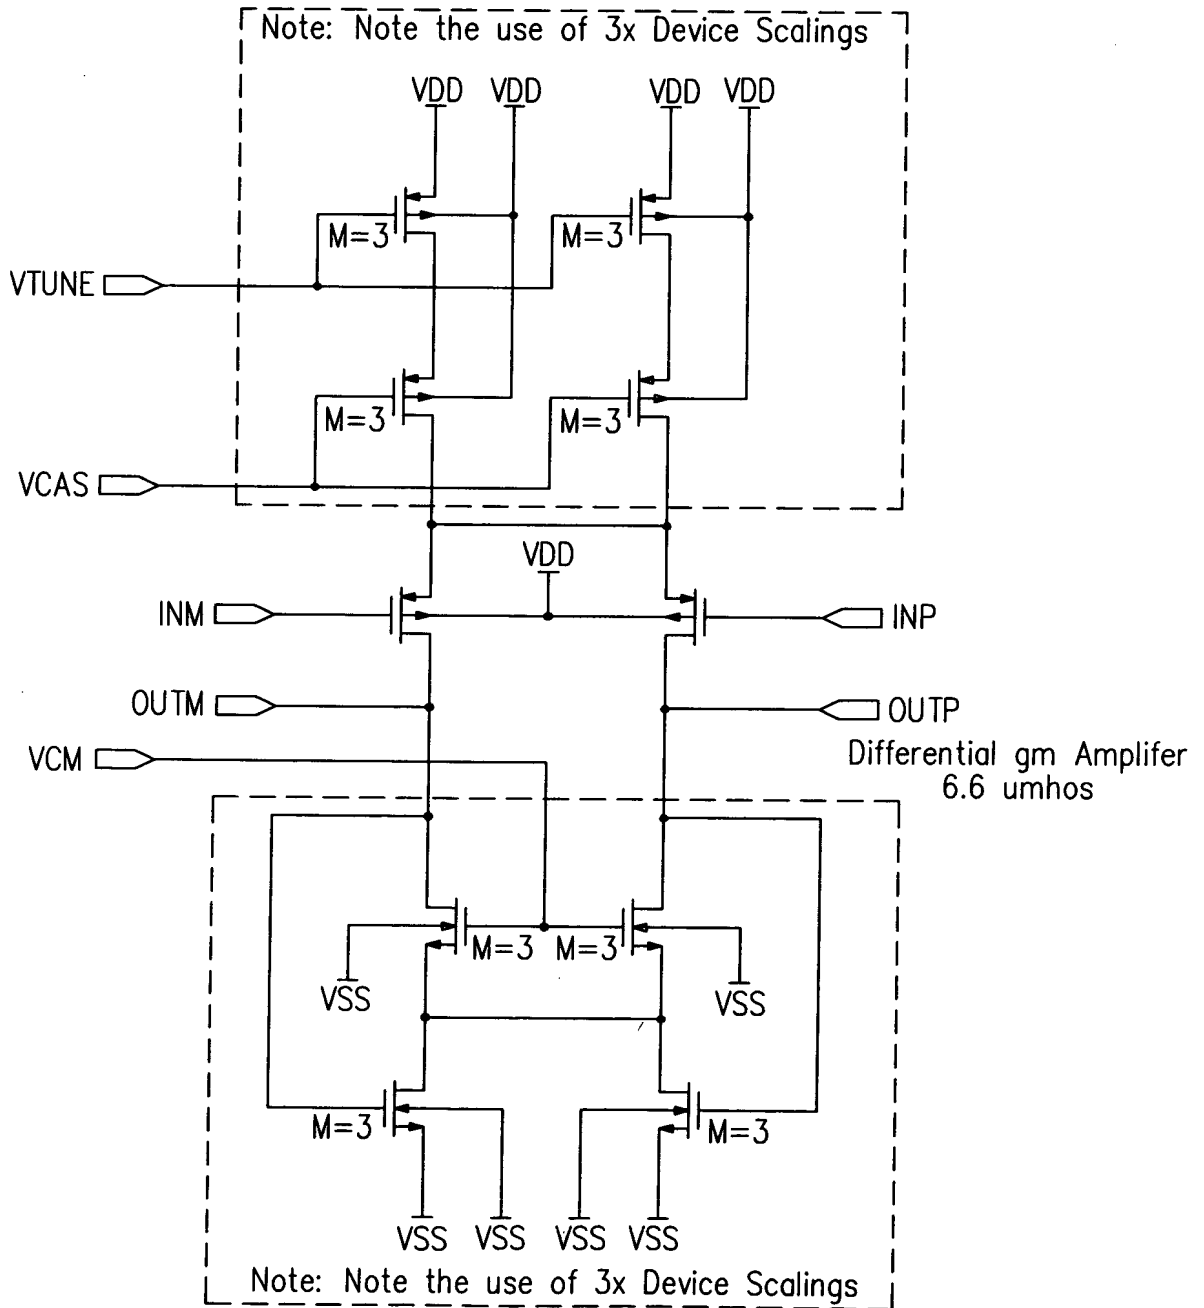 Note: Note the use of 3x Device Scalings
VDD VDD VDD VDD
M=3 M=3
VTUNE
M=3 M=3
VCAS
VDD
INM INP
OUTM OUTP
VCM
Differential gm Amplifer
6.6 umhos
M=3 M=3
VSS VSS
M=3 M=3
VSS VSS VSS VSS
Note: Note the use of 3x Device Scalings